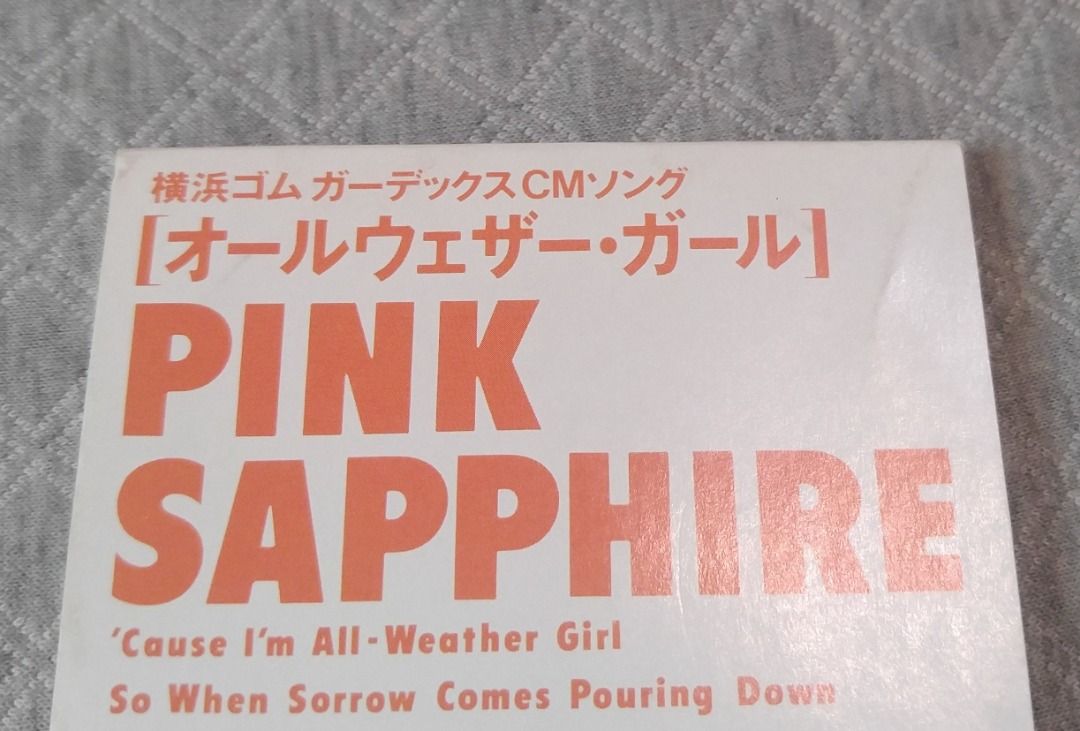 横浜ゴム ガーデックスCMソング
[オールウェザー・ガール]
PINK
SAPPHIRE
'Cause I'm All-Weather Girl
So When Sorrow Comes Pouring Down